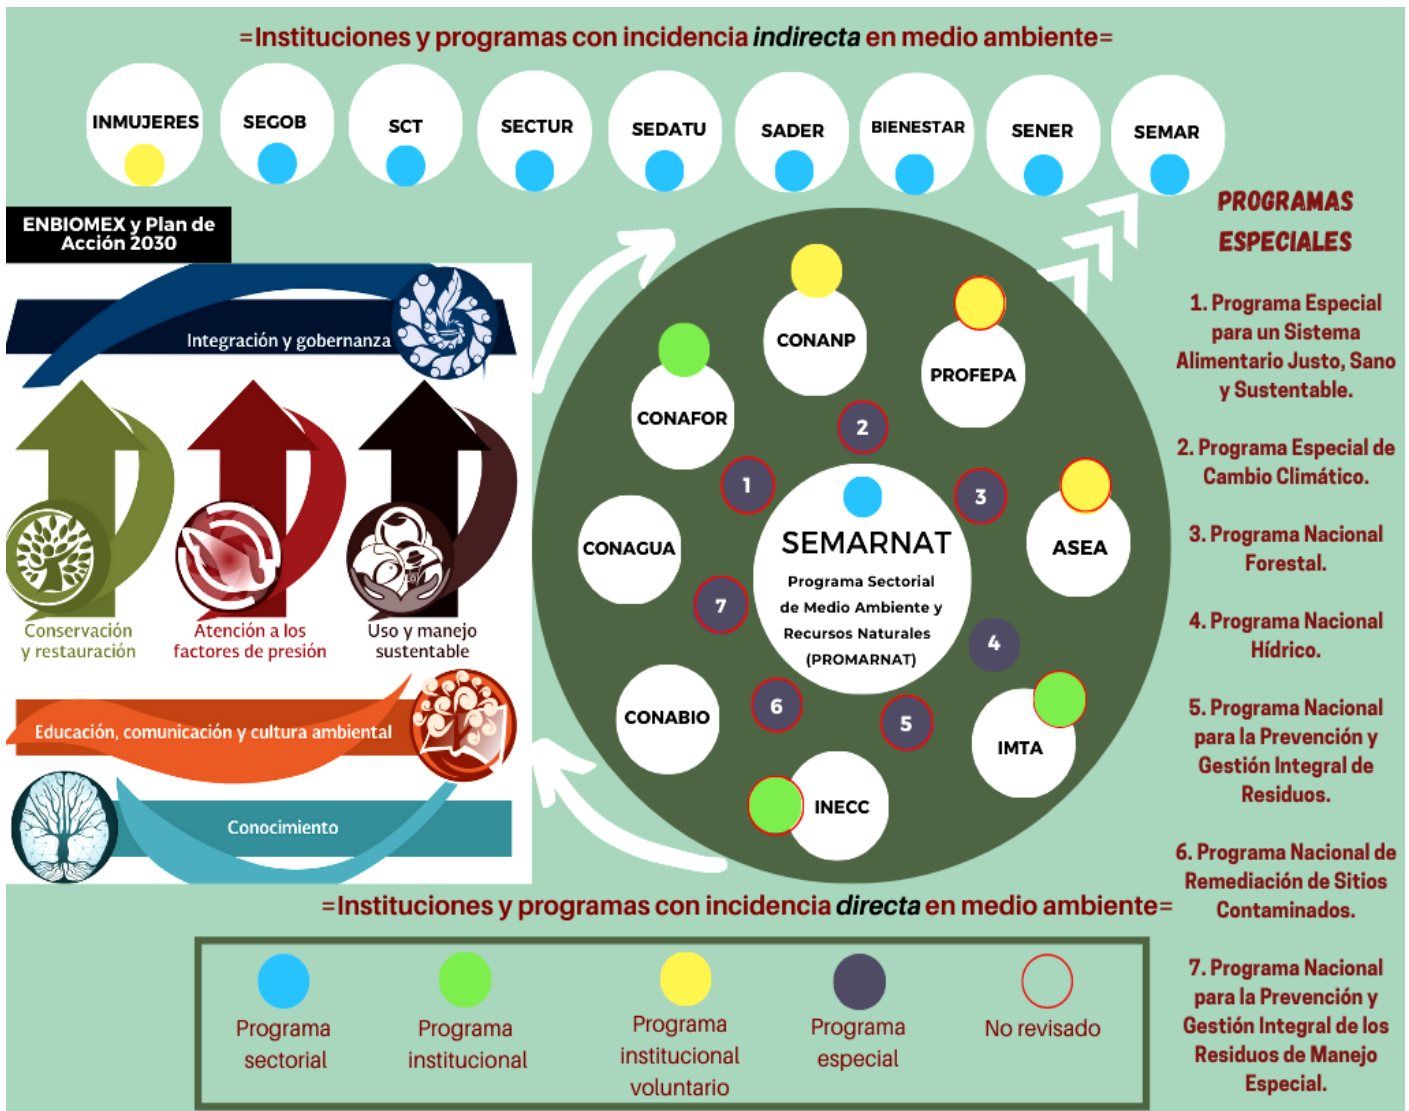 =Instituciones y programas con incidencia indirecta en medio ambiente=
INMUJERES
SEGOB
SCT
SECTUR
SEDATU
SADER
BIENESTAR
SENER
SEMAR
ENBIOMEX y Plan de
Acción 2030
Integración y gobernanza
Conservación
y restauración
Atención a los
factores de presión
Uso y manejo
sustentable
Educación, comunicación y cultura ambiental
Conocimiento
CONANP
PROFEPA
CONAFOR
2
1
3
ASEA
CONAGUA
SEMARNAT
Programa Sectorial
de Medio Ambiente y
Recursos Naturales
(PROMARNAT)
7
4
CONABIO
6
5
IMTA
INECC
PROGRAMAS
ESPECIALES
1. Programa Especial
para un Sistema
Alimentario Justo, Sano
y Sustentable.
2. Programa Especial de
Cambio Climático.
3. Programa Nacional
Forestal.
4. Programa Nacional
Hídrico.
5. Programa Nacional
para la Prevención y
Gestión Integral de
Residuos.
6. Programa Nacional de
Remediación de Sitios
Contaminados.
7. Programa Nacional
para la Prevención y
Gestión Integral de los
Residuos de Manejo
Especial.
=Instituciones y programas con incidencia directa en medio ambiente=
Programa
sectorial
Programa
institucional
Programa
institucional
voluntario
Programa
especial
No revisado